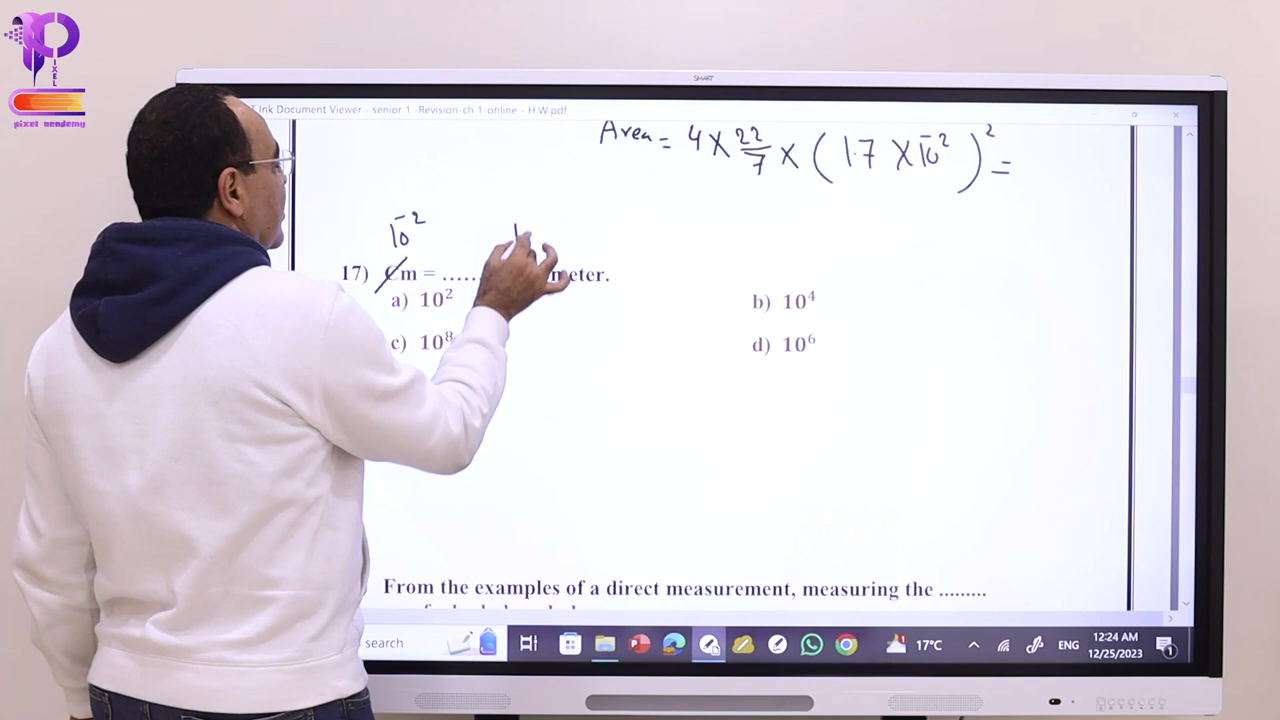 PIXEL
pixel academy
SMART
Ink Document Viewer - senior 1 -Revision-ch 1-online - H.W.pdf
Area = 4 × 22/7 × ( 1.7 × 10⁻² )² =
10⁻²
17) Cm = ...... meter.
a) 10²
b) 10⁴
c) 10⁸
d) 10⁶
From the examples of a direct measurement, measuring the .........
search
17°C
ENG
12:24 AM
12/25/2023